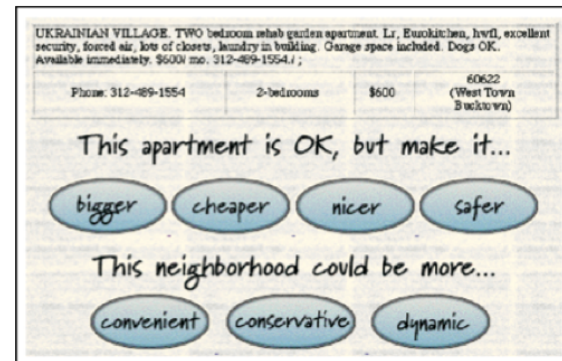 UKRAINIAN VILLAGE. TWO bedroom rehab garden apartment. Lr, Eurokitchen, hwfl, excellent
security, forced air, lots of closets, laundry in building. Garage space included. Dogs OK.
Available immediately. $600/ mo. 312-489-1554./ ;
Phone: 312-489-1554 2-bedrooms $600 60622
(West Town
Bucktown)
This apartment is OK, but make it...
bigger cheaper nicer safer
This neighborhood could be more...
convenient conservative dynamic